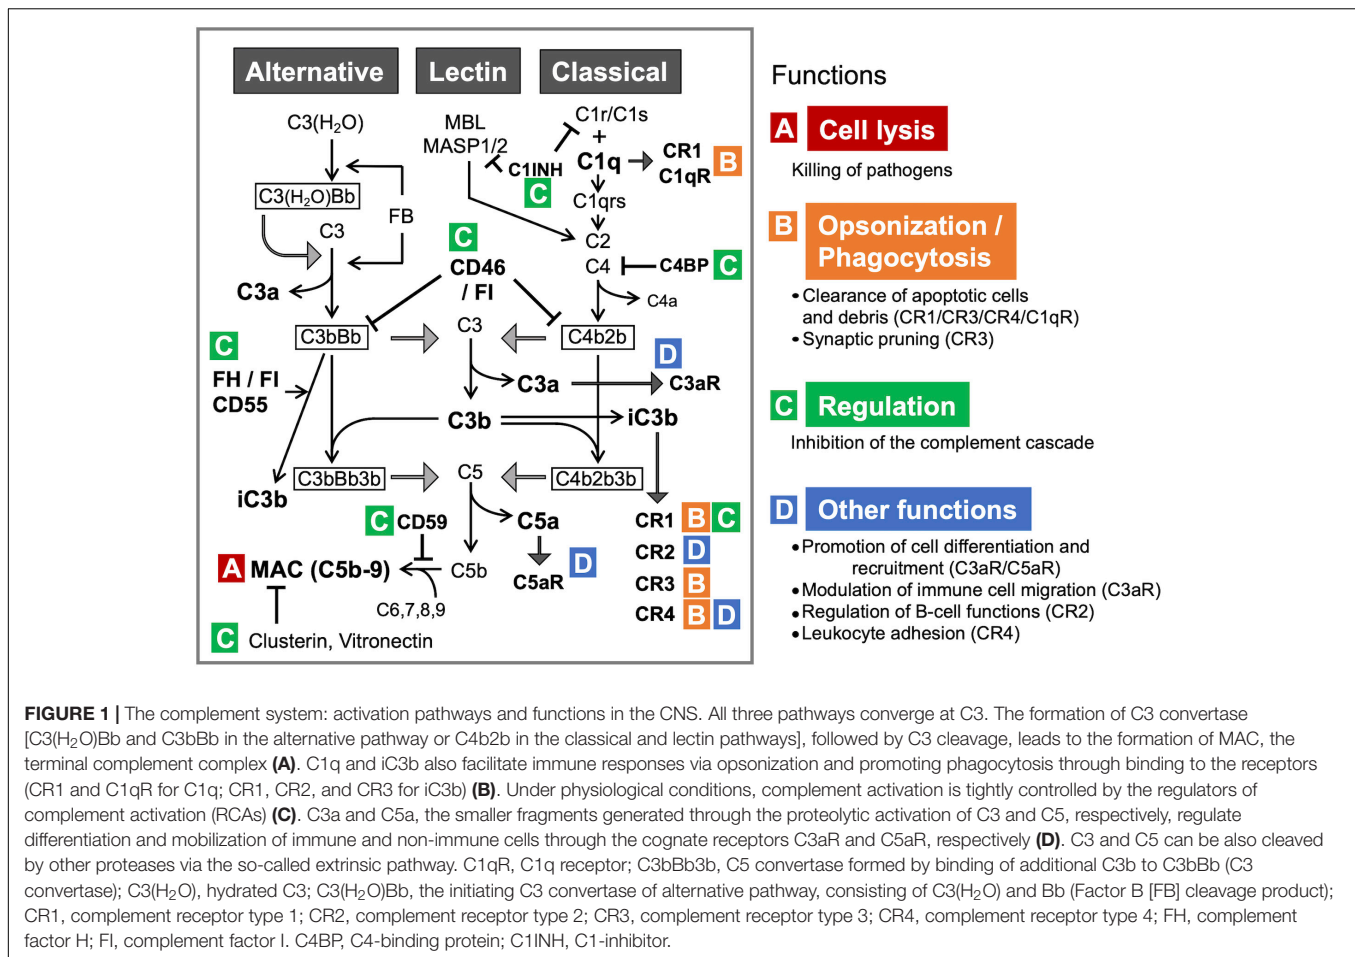 Alternative
Lectin
Classical
C3(H₂O)
MBL
MASP1/2
C1r/C1s
+
C1q
CR1
C1qR
B
C1INH
C
C1qrs
C3(H₂O)Bb
FB
C3
C2
C4
C4BP
C
C
CD46
/ FI
C3a
C4a
C3bBb
C3
C4b2b
C
FH / FI
CD55
C3a
D
C3aR
C3b
iC3b
iC3b
C3bBb3b
C5
C4b2b3b
C
CD59
C5a
CR1
B
C
CR2
D
CR3
B
CR4
B
D
A
MAC (C5b-9)
C5b
C5aR
D
C6,7,8,9
C
Clusterin, Vitronectin
Functions
A
Cell lysis
Killing of pathogens
B
Opsonization /
Phagocytosis
• Clearance of apoptotic cells
and debris (CR1/CR3/CR4/C1qR)
• Synaptic pruning (CR3)
C
Regulation
Inhibition of the complement cascade
D
Other functions
• Promotion of cell differentiation and
recruitment (C3aR/C5aR)
• Modulation of immune cell migration (C3aR)
• Regulation of B-cell functions (CR2)
• Leukocyte adhesion (CR4)
FIGURE 1 | The complement system: activation pathways and functions in the CNS. All three pathways converge at C3. The formation of C3 convertase
[C3(H₂O)Bb and C3bBb in the alternative pathway or C4b2b in the classical and lectin pathways], followed by C3 cleavage, leads to the formation of MAC, the
terminal complement complex (A). C1q and iC3b also facilitate immune responses via opsonization and promoting phagocytosis through binding to the receptors
(CR1 and C1qR for C1q; CR1, CR2, and CR3 for iC3b) (B). Under physiological conditions, complement activation is tightly controlled by the regulators of
complement activation (RCAs) (C). C3a and C5a, the smaller fragments generated through the proteolytic activation of C3 and C5, respectively, regulate
differentiation and mobilization of immune and non-immune cells through the cognate receptors C3aR and C5aR, respectively (D). C3 and C5 can be also cleaved
by other proteases via the so-called extrinsic pathway. C1qR, C1q receptor; C3bBb3b, C5 convertase formed by binding of additional C3b to C3bBb (C3
convertase); C3(H₂O), hydrated C3; C3(H₂O)Bb, the initiating C3 convertase of alternative pathway, consisting of C3(H₂O) and Bb (Factor B [FB] cleavage product);
CR1, complement receptor type 1; CR2, complement receptor type 2; CR3, complement receptor type 3; CR4, complement receptor type 4; FH, complement
factor H; FI, complement factor I. C4BP, C4-binding protein; C1INH, C1-inhibitor.